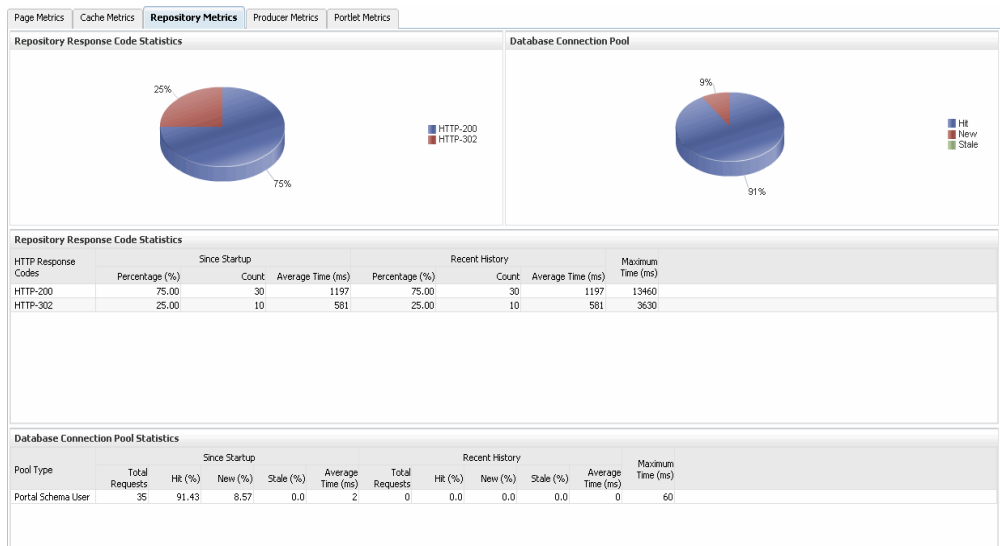 Page Metrics Cache Metrics Repository Metrics Producer Metrics Portlet Metrics
Repository Response Code Statistics
25%
75%
HTTP-200
HTTP-302
Database Connection Pool
9%
91%
Hit
New
Stale
Repository Response Code Statistics
HTTP Response Codes Since Startup Recent History Maximum Time (ms)
Percentage (%) Count Average Time (ms) Percentage (%) Count Average Time (ms)
HTTP-200 75.00 30 1197 75.00 30 1197 13460
HTTP-302 25.00 10 581 25.00 10 581 3630
Database Connection Pool Statistics
Pool Type Since Startup Recent History Maximum Time (ms)
Total Requests Hit (%) New (%) Stale (%) Average Time (ms) Total Requests Hit (%) New (%) Stale (%) Average Time (ms)
Portal Schema User 35 91.43 8.57 0.0 2 0 0.0 0.0 0.0 0 60